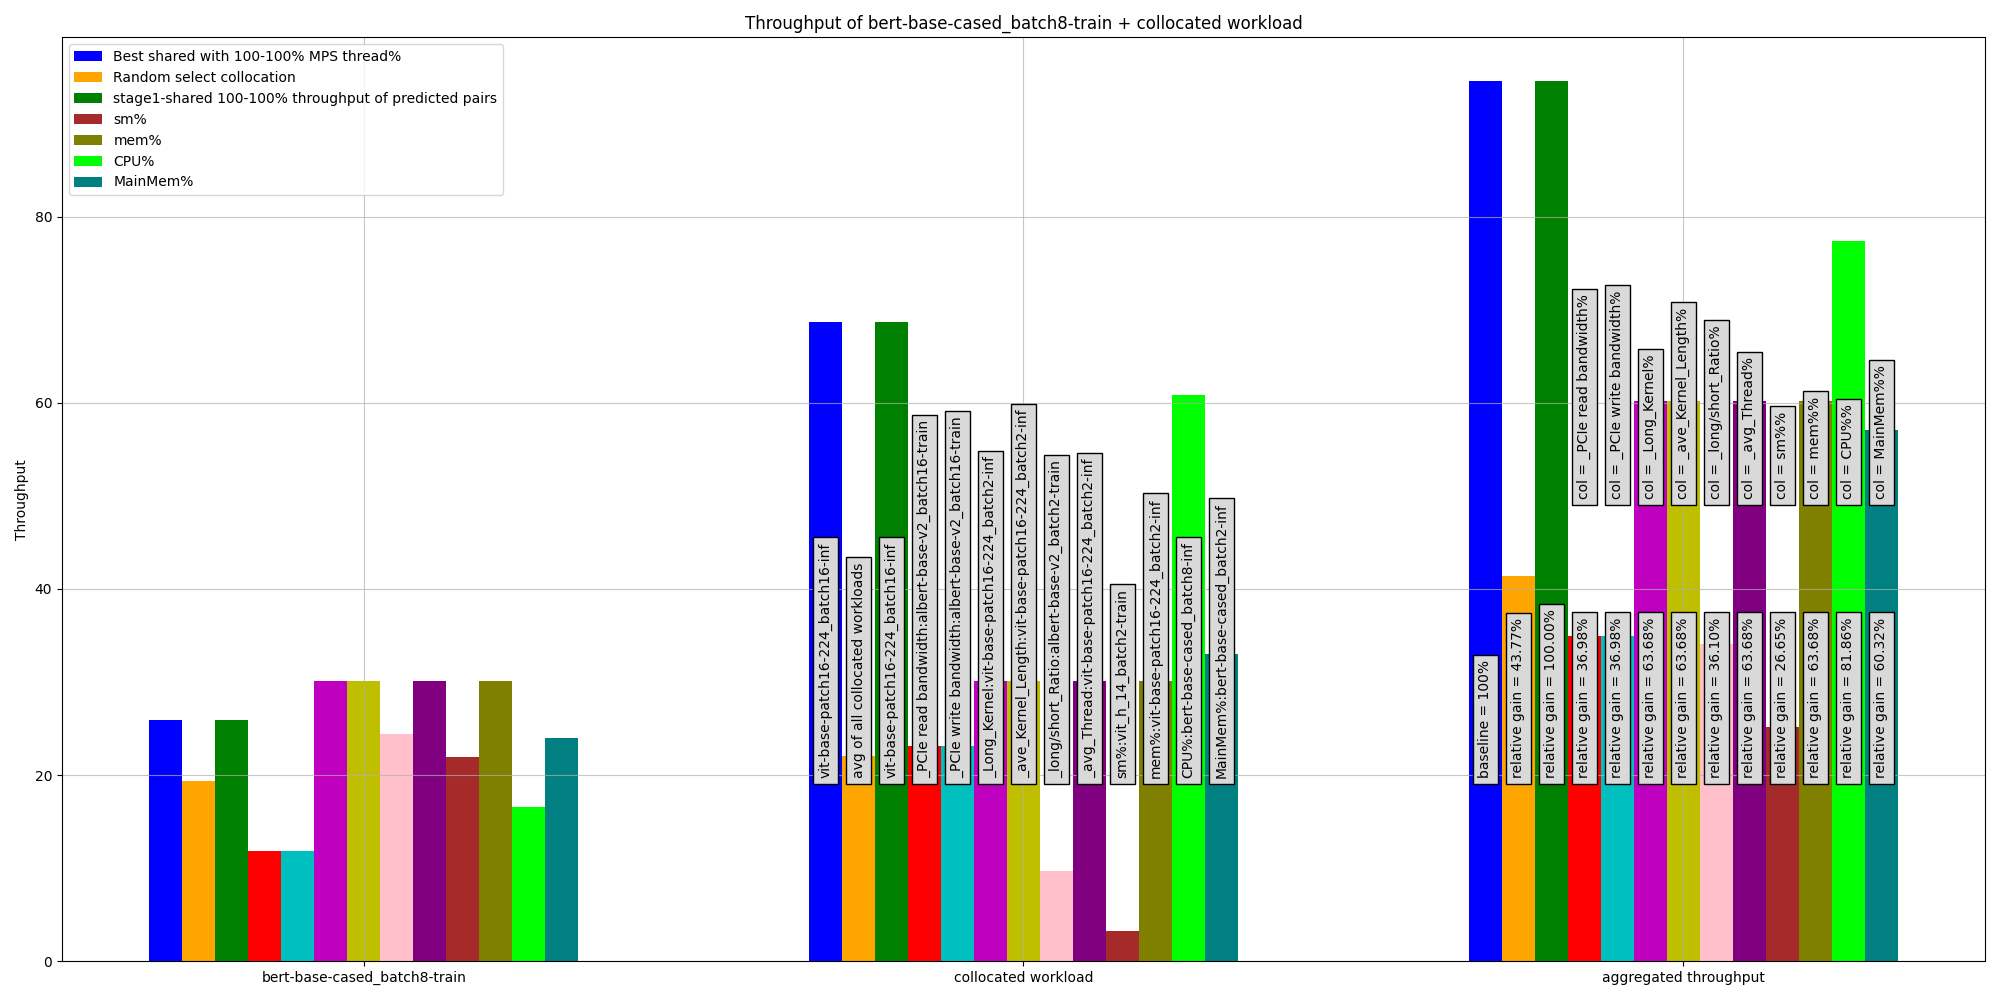 Throughput of bert-base-cased_batch8-train + collocated workload
Best shared with 100-100% MPS thread%
Random select collocation
stage1-shared 100-100% throughput of predicted pairs
sm%
mem%
CPU%
MainMem%
Throughput
80
60
40
20
0
vit-base-patch16-224_batch16-inf
avg of all collocated workloads
vit-base-patch16-224_batch16-inf
_PCIe read bandwidth:albert-base-v2_batch16-train
_PCIe write bandwidth:albert-base-v2_batch16-train
_Long_Kernel:vit-base-patch16-224_batch2-inf
_ave_Kernel_Length:vit-base-patch16-224_batch2-inf
_long/short_Ratio:albert-base-v2_batch2-train
_avg_Thread:vit-base-patch16-224_batch2-inf
sm%:vit_h_14_batch2-train
mem%:vit-base-patch16-224_batch2-inf
CPU%:bert-base-cased_batch8-inf
MainMem%:bert-base-cased_batch2-inf
col = _PCIe read bandwidth%
col = _PCIe write bandwidth%
col = _Long_Kernel%
col = _ave_Kernel_Length%
col = _long/short_Ratio%
col = _avg_Thread%
col = sm%%
col = mem%%
col = CPU%%
col = MainMem%%
baseline = 100%
relative gain = 43.77%
relative gain = 100.00%
relative gain = 36.98%
relative gain = 36.98%
relative gain = 63.68%
relative gain = 63.68%
relative gain = 36.10%
relative gain = 63.68%
relative gain = 26.65%
relative gain = 63.68%
relative gain = 81.86%
relative gain = 60.32%
bert-base-cased_batch8-train
collocated workload
aggregated throughput